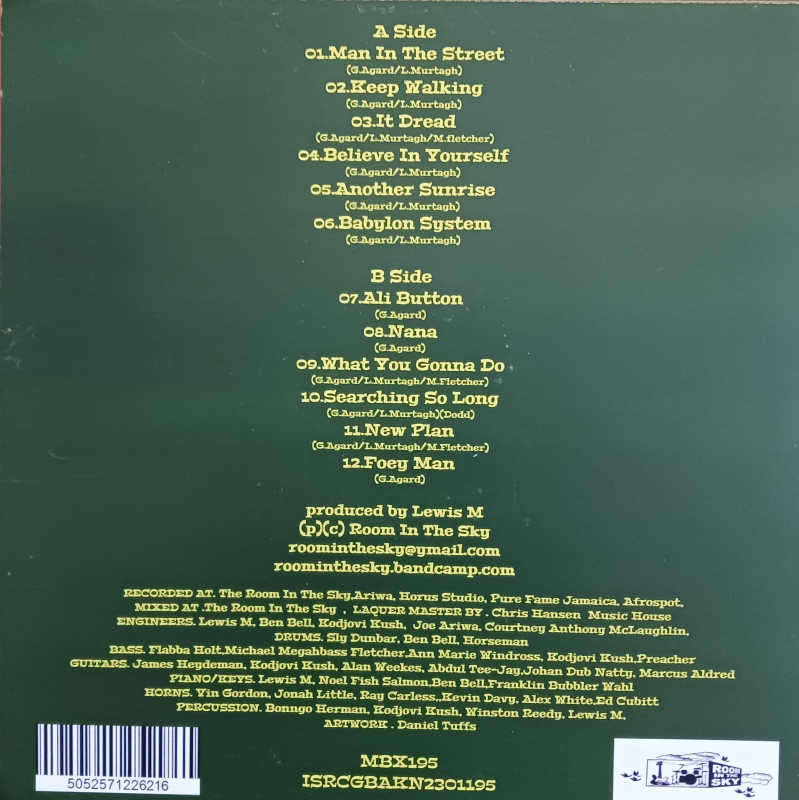 A Side
01.Man In The Street
(G.Agard/L.Murtagh)
02.Keep Walking
(G.Agard/L.Murtagh)
03.It Dread
(G.Agard/L.Murtagh/M.fletcher)
04.Believe In Yourself
(G.Agard/L.Murtagh)
05.Another Sunrise
(G.Agard/L.Murtagh)
06.Babylon System
(G.Agard/L.Murtagh)
B Side
07.Ali Button
(G.Agard)
08.Nana
(G.Agard)
09.What You Gonna Do
(G.Agard/L.Murtagh/M.Fletcher)
10.Searching So Long
(G.Agard/L.Murtagh)(Dodd)
11.New Plan
(G.Agard/L.Murtagh/M.Fletcher)
12.Foey Man
(G.Agard)
produced by Lewis M
(p)(c) Room In The Sky
roominthesky@ymail.com
roominthesky.bandcamp.com
RECORDED AT. The Room In The Sky,Ariwa, Horus Studio, Pure Fame Jamaica, Afrospot,
MIXED AT .The Room In The Sky , LAQUER MASTER BY . Chris Hansen Music House
ENGINEERS. Lewis M, Ben Bell, Kodjovi Kush, Joe Ariwa, Courtney Anthony McLaughlin,
DRUMS. Sly Dunbar, Ben Bell, Horseman
BASS. Flabba Holt,Michael Megahbass Fletcher,Ann Marie Windross, Kodjovi Kush,Preacher
GUITARS. James Heydeman, Kodjovi Kush, Alan Weekes, Abdul Tee-Jay,Johan Dub Natty, Marcus Aldred
PIANO/KEYS. Lewis M, Noel Fish Salmon,Ben Bell,Franklin Bubbler Wahl
HORNS. Vin Gordon, Jonah Little, Ray Carless,,Kevin Davy, Alex White,Ed Cubitt
PERCUSSION. Bonngo Herman, Kodjovi Kush, Winston Reedy, Lewis M,
ARTWORK . Daniel Tuffs
MBX195
ISRCGBAKN2301195
5052571226216
ROOM
IN THE
SKY